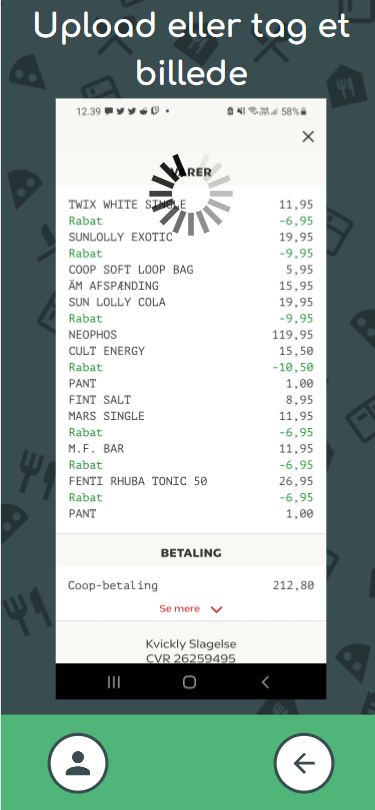 Upload eller tag et
billede
12.39
58%
VARER
TWIX WHITE SINGLE 11,95
Rabat -6,95
SUNLOLLY EXOTIC 19,95
Rabat -9,95
COOP SOFT LOOP BAG 5,95
ÄM AFSPÆNDING 15,95
SUN LOLLY COLA 19,95
Rabat -9,95
NEOPHOS 119,95
CULT ENERGY 15,50
Rabat -10,50
PANT 1,00
FINT SALT 8,95
MARS SINGLE 11,95
Rabat -6,95
M.F. BAR 11,95
Rabat -6,95
FENTI RHUBA TONIC 50 26,95
Rabat -6,95
PANT 1,00
BETALING
Coop-betaling 212,80
Se mere
Kvickly Slagelse
CVR 26259495